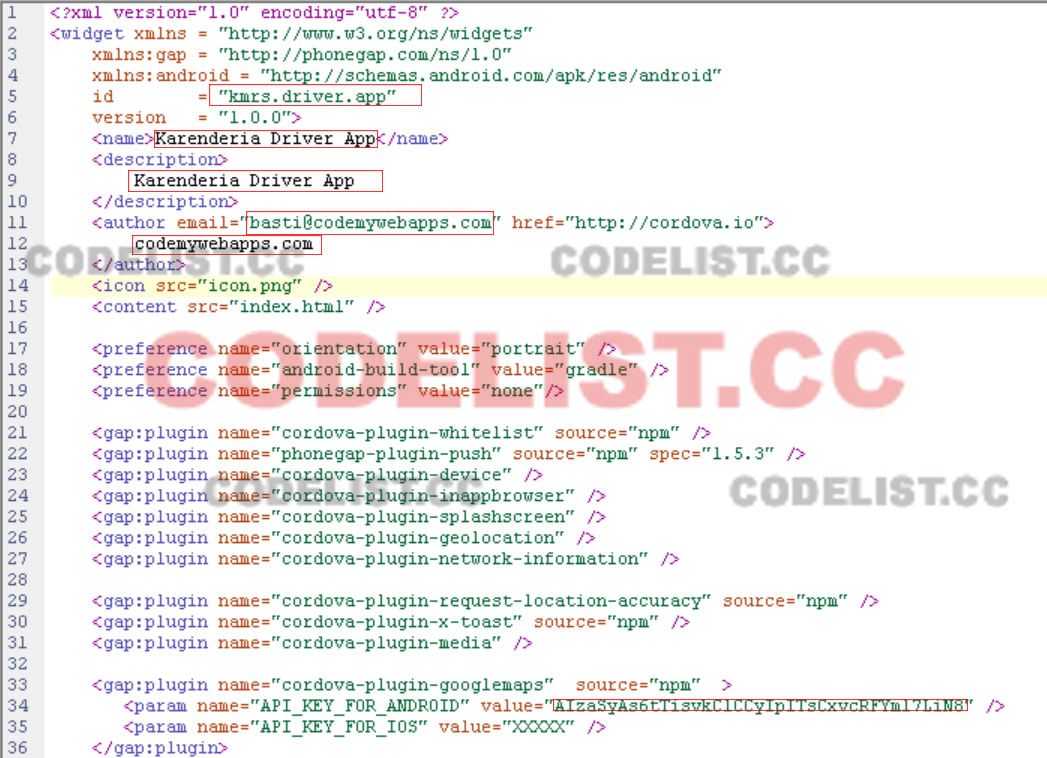 1 <?xml version="1.0" encoding="utf-8" ?>
2 <widget xmlns = "http://www.w3.org/ns/widgets"
3 xmlns:gap = "http://phonegap.com/ns/1.0"
4 xmlns:android = "http://schemas.android.com/apk/res/android"
5 id = "kmrs.driver.app"
6 version = "1.0.0">
7 <name>Karenderia Driver App</name>
8 <description>
9 Karenderia Driver App
10 </description>
11 <author email="basti@codemywebapps.com" href="http://cordova.io">
12 codemywebapps.com
CODELIST.CC CODELIST.CC
13 </author>
14 <icon src="icon.png" />
15 <content src="index.html" />
16
17 <preference name="orientation" value="portrait" />
18 <preference name="android-build-tool" value="gradle" />
CODELIST.CC
19 <preference name="permissions" value="none"/>
20
21 <gap:plugin name="cordova-plugin-whitelist" source="npm" />
22 <gap:plugin name="phonegap-plugin-push" source="npm" spec="1.5.3" />
23 <gap:plugin name="cordova-plugin-device" />
24 <gap:plugin name="cordova-plugin-inappbrowser" />
CODELIST.CC CODELIST.CC
25 <gap:plugin name="cordova-plugin-splashscreen" />
26 <gap:plugin name="cordova-plugin-geolocation" />
27 <gap:plugin name="cordova-plugin-network-information" />
28
29 <gap:plugin name="cordova-plugin-request-location-accuracy" source="npm" />
30 <gap:plugin name="cordova-plugin-x-toast" source="npm" />
31 <gap:plugin name="cordova-plugin-media" />
32
33 <gap:plugin name="cordova-plugin-googlemaps" source="npm" >
34 <param name="API_KEY_FOR_ANDROID" value="" />
35 <param name="API_KEY_FOR_IOS" value="XXXXX" />
36 </gap:plugin>